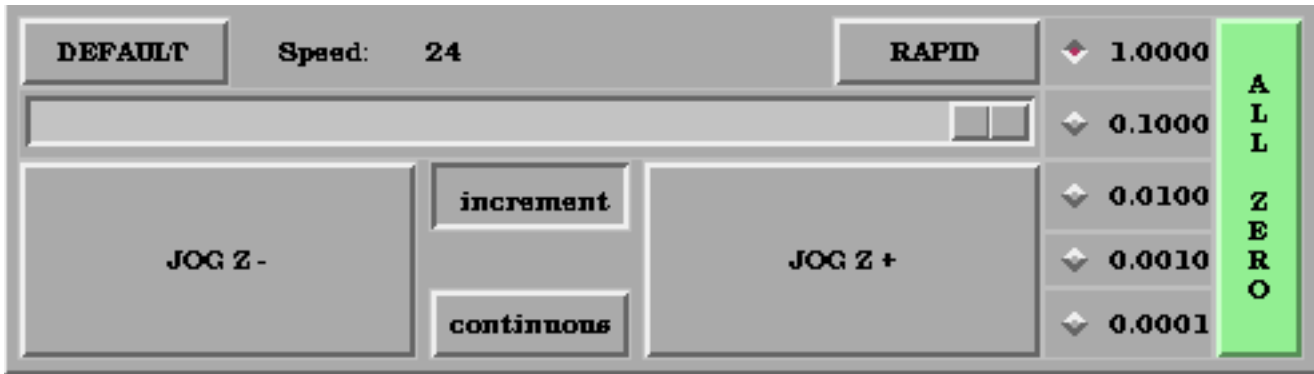 DEFAULT Speed: 24 RAPID 1.0000
0.1000
increment 0.0100
JOG Z - JOG Z + 0.0010
continuous 0.0001
ALL ZERO